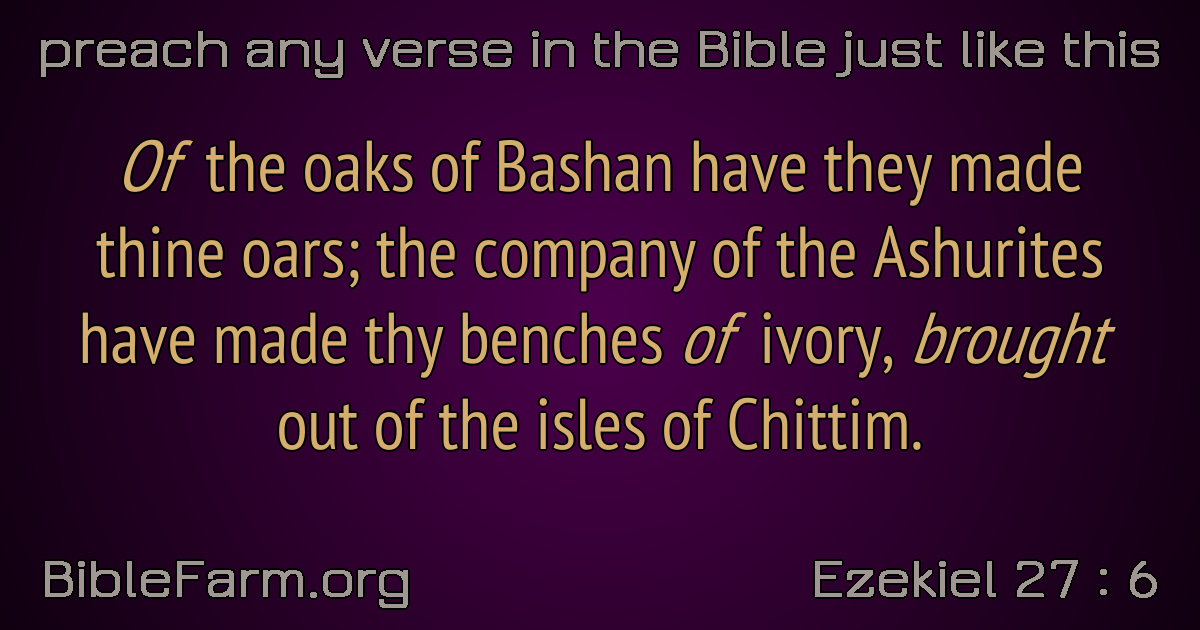 preach any verse in the Bible just like this
Of the oaks of Bashan have they made
thine oars; the company of the Ashurites
have made thy benches of ivory, brought
out of the isles of Chittim.
BibleFarm.org
Ezekiel 27 : 6